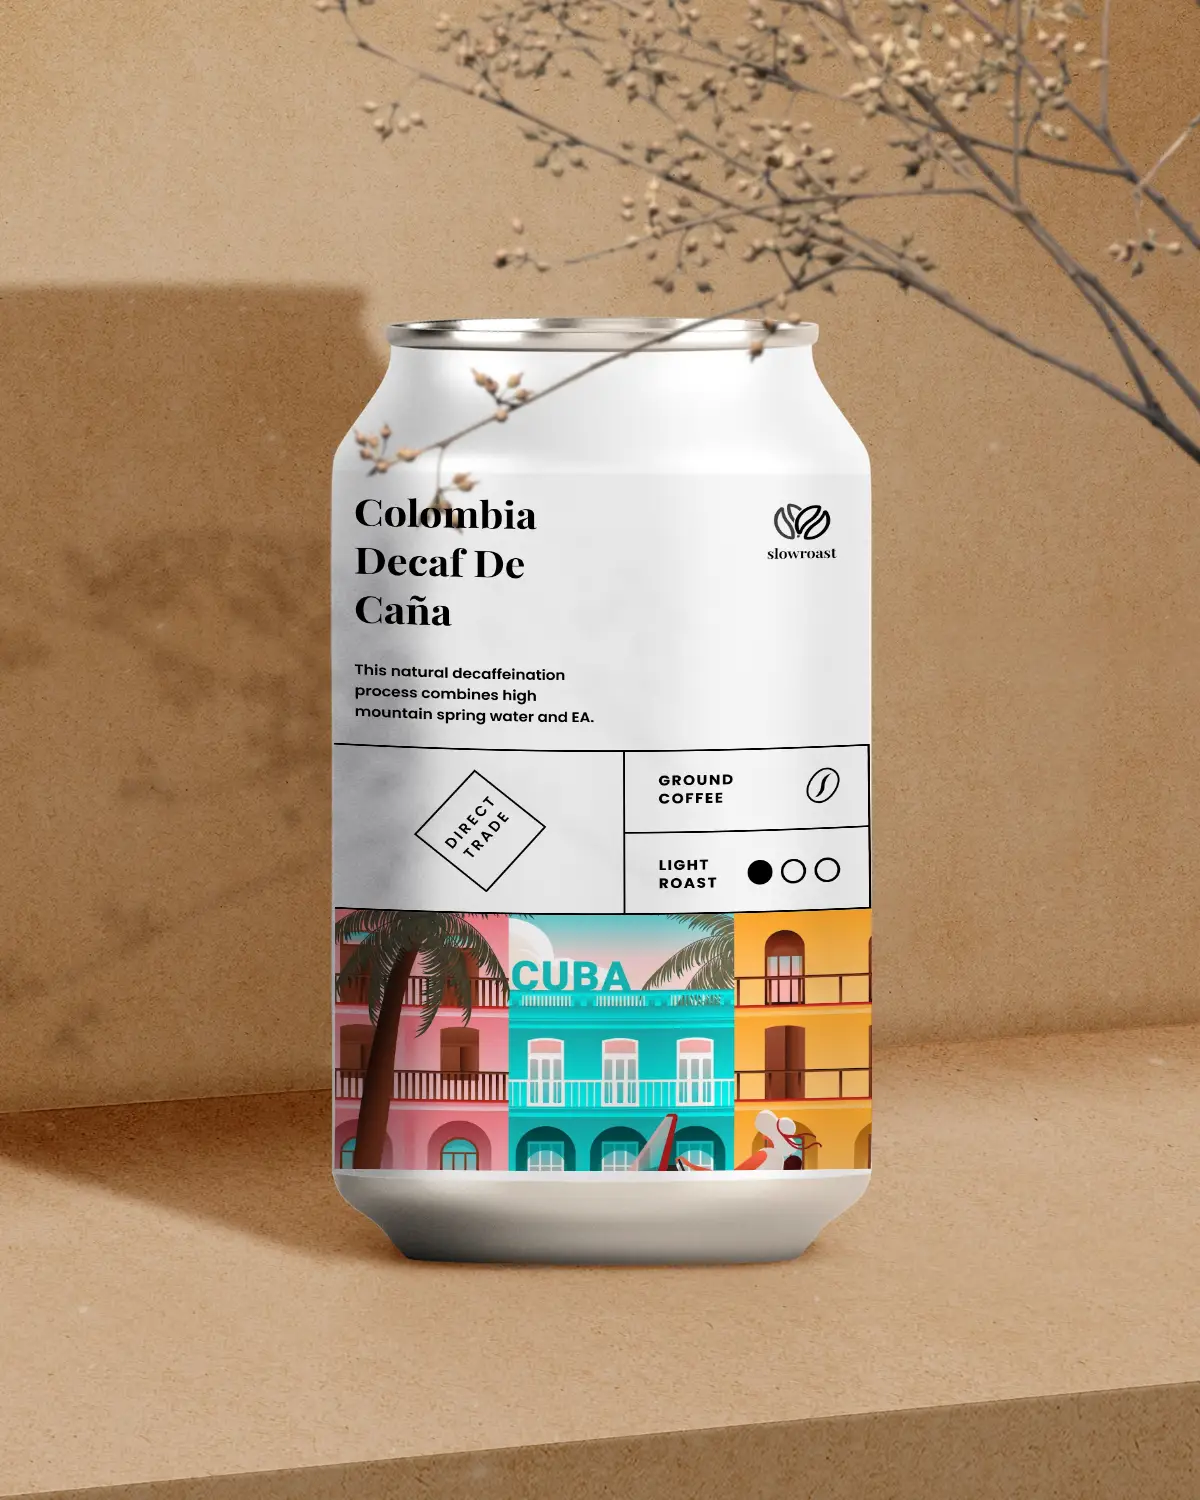 Colombia
Decaf De
Caña
slowroast
This natural decaffeination
process combines high
mountain spring water and EA.
DIRECT
TRADE
GROUND
COFFEE
LIGHT
ROAST
CUBA